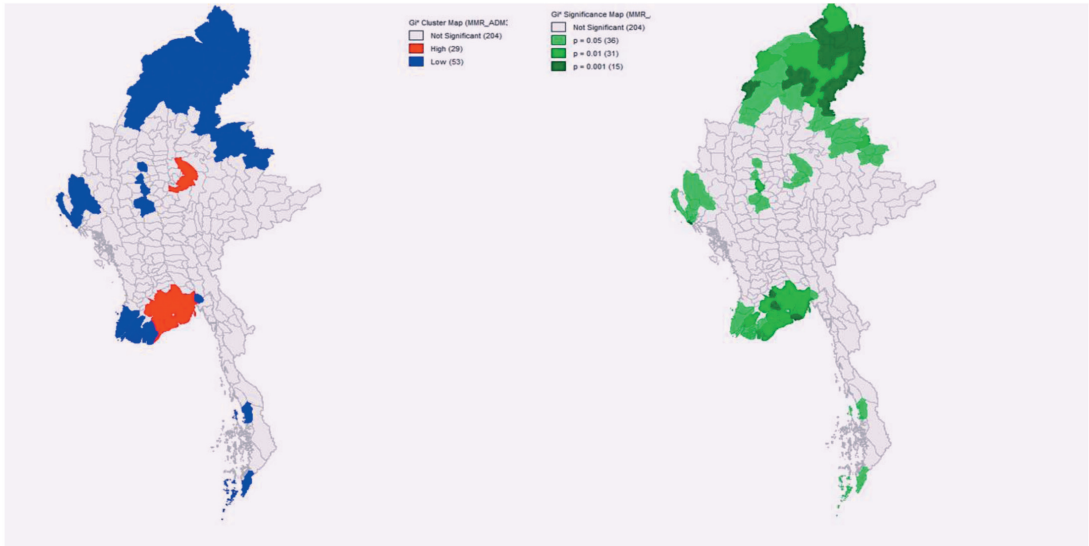 Gi* Cluster Map (MMR_ADM3
Not Significant (204)
High (29)
Low (53)
Gi* Significance Map (MMR_
Not Significant (204)
p = 0.05 (36)
p = 0.01 (31)
p = 0.001 (15)